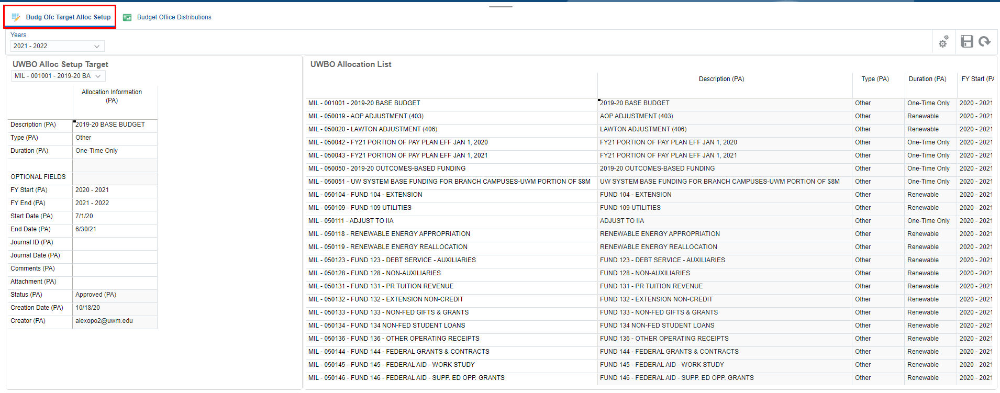 Budg Ofc Target Alloc Setup Budget Office Distributions
Years
2021 - 2022
UWBO Alloc Setup Target
MIL - 001001 - 2019-20 BA
Allocation Information
(PA)
Description (PA) 2019-20 BASE BUDGET
Type (PA) Other
Duration (PA) One-Time Only
OPTIONAL FIELDS
FY Start (PA) 2020 - 2021
FY End (PA) 2021 - 2022
Start Date (PA) 7/1/20
End Date (PA) 6/30/21
Journal ID (PA)
Journal Date (PA)
Comments (PA)
Attachment (PA)
Status (PA) Approved (PA)
Creation Date (PA) 10/18/20
Creator (PA) alexopo2@uwm.edu
UWBO Allocation List
Description (PA) Type (PA) Duration (PA) FY Start (PA
MIL - 001001 - 2019-20 BASE BUDGET 2019-20 BASE BUDGET Other One-Time Only 2020 - 2021
MIL - 050019 - AOP ADJUSTMENT (403) AOP ADJUSTMENT (403) Other Renewable 2020 - 2021
MIL - 050020 - LAWTON ADJUSTMENT (406) LAWTON ADJUSTMENT (406) Other Renewable 2020 - 2021
MIL - 050042 - FY21 PORTION OF PAY PLAN EFF JAN 1, 2020 FY21 PORTION OF PAY PLAN EFF JAN 1, 2020 Other One-Time Only 2020 - 2021
MIL - 050043 - FY21 PORTION OF PAY PLAN EFF JAN 1, 2021 FY21 PORTION OF PAY PLAN EFF JAN 1, 2021 Other One-Time Only 2020 - 2021
MIL - 050050 - 2019-20 OUTCOMES-BASED FUNDING 2019-20 OUTCOMES-BASED FUNDING Other One-Time Only 2020 - 2021
MIL - 050051 - UW SYSTEM BASE FUNDING FOR BRANCH CAMPUSES-UWM PORTION OF $8M UW SYSTEM BASE FUNDING FOR BRANCH CAMPUSES-UWM PORTION OF $8M Other One-Time Only 2020 - 2021
MIL - 050104 - FUND 104 - EXTENSION FUND 104 - EXTENSION Other Renewable 2020 - 2021
MIL - 050109 - FUND 109 UTILITIES FUND 109 UTILITIES Other Renewable 2020 - 2021
MIL - 050111 - ADJUST TO IIA ADJUST TO IIA Other One-Time Only 2020 - 2021
MIL - 050118 - RENEWABLE ENERGY APPROPRIATION RENEWABLE ENERGY APPROPRIATION Other Renewable 2020 - 2021
MIL - 050119 - RENEWABLE ENERGY REALLOCATION RENEWABLE ENERGY REALLOCATION Other Renewable 2020 - 2021
MIL - 050123 - FUND 123 - DEBT SERVICE - AUXILIARIES FUND 123 - DEBT SERVICE - AUXILIARIES Other Renewable 2020 - 2021
MIL - 050128 - FUND 128 - NON-AUXILIARIES FUND 128 - NON-AUXILIARIES Other Renewable 2020 - 2021
MIL - 050131 - FUND 131 - PR TUITION REVENUE FUND 131 - PR TUITION REVENUE Other Renewable 2020 - 2021
MIL - 050132 - FUND 132 - EXTENSION NON-CREDIT FUND 132 - EXTENSION NON-CREDIT Other Renewable 2020 - 2021
MIL - 050133 - FUND 133 - NON-FED GIFTS & GRANTS FUND 133 - NON-FED GIFTS & GRANTS Other Renewable 2020 - 2021
MIL - 050134 - FUND 134 NON-FED STUDENT LOANS FUND 134 NON-FED STUDENT LOANS Other Renewable 2020 - 2021
MIL - 050136 - FUND 136 - OTHER OPERATING RECEIPTS FUND 136 - OTHER OPERATING RECEIPTS Other Renewable 2020 - 2021
MIL - 050144 - FUND 144 - FEDERAL GRANTS & CONTRACTS FUND 144 - FEDERAL GRANTS & CONTRACTS Other Renewable 2020 - 2021
MIL - 050145 - FUND 145 - FEDERAL AID - WORK STUDY FUND 145 - FEDERAL AID - WORK STUDY Other Renewable 2020 - 2021
MIL - 050146 - FUND 146 - FEDERAL AID - SUPP. ED OPP. GRANTS FUND 146 - FEDERAL AID - SUPP. ED OPP. GRANTS Other Renewable 2020 - 2021